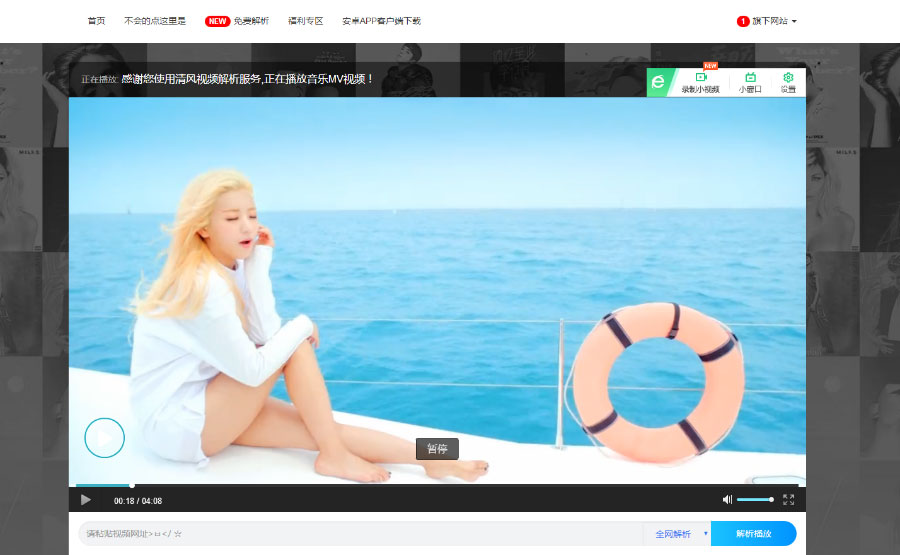 首页 不会的点这里是 NEW 免费解析 福利专区 安卓APP客户端下载 1 旗下网站
正在播放: 感谢您使用清风视频解析服务,正在播放音乐MV视频！
NEW
录制小视频 小窗口 设置
暂停
00:18 / 04:08
请粘贴视频网址>ㅂ</ ☆ 全网解析 解析播放